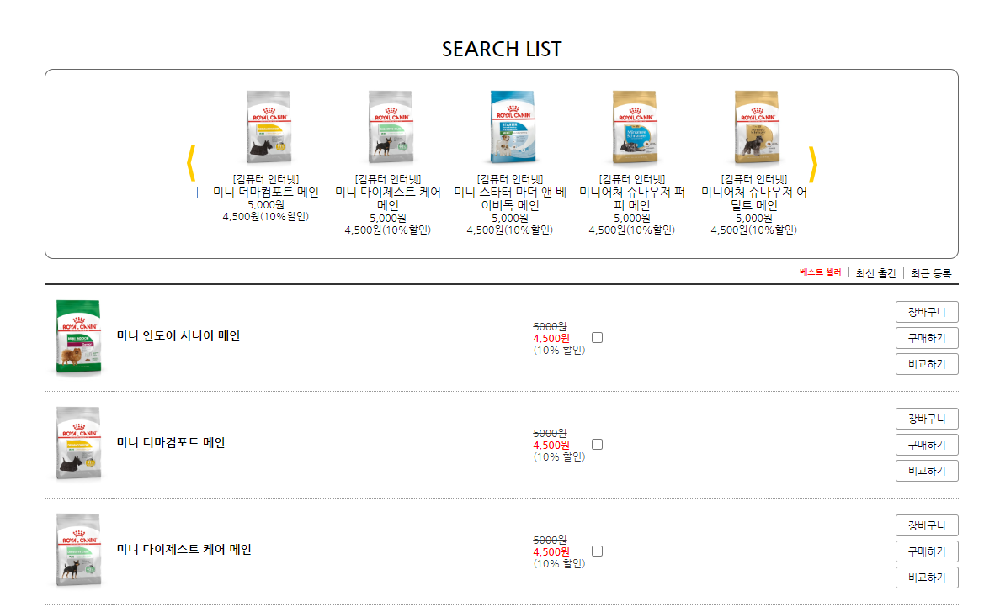 SEARCH LIST
ROYAL CANIN ROYAL CANIN ROYAL CANIN ROYAL CANIN ROYAL CANIN
STARTER
Miniature Schnauzer
[컴퓨터 인터넷] [컴퓨터 인터넷] [컴퓨터 인터넷] [컴퓨터 인터넷] [컴퓨터 인터넷]
미니 더마컴포트 메인 미니 다이제스트 케어 미니 스타터 마더 앤 베 미니어처 슈나우저 퍼 미니어처 슈나우저 어
5,000원 메인 이비독 메인 피 메인 덜트 메인
4,500원(10%할인) 5,000원 5,000원 5,000원 5,000원
4,500원(10%할인) 4,500원(10%할인) 4,500원(10%할인) 4,500원(10%할인)
베스트 셀러 | 최신 출간 | 최근 등록
ROYAL CANIN
MINI INDOOR
미니 인도어 시니어 메인
5000원
4,500원
(10% 할인)
장바구니
구매하기
비교하기
ROYAL CANIN
미니 더마컴포트 메인
5000원
4,500원
(10% 할인)
장바구니
구매하기
비교하기
ROYAL CANIN
미니 다이제스트 케어 메인
5000원
4,500원
(10% 할인)
장바구니
구매하기
비교하기